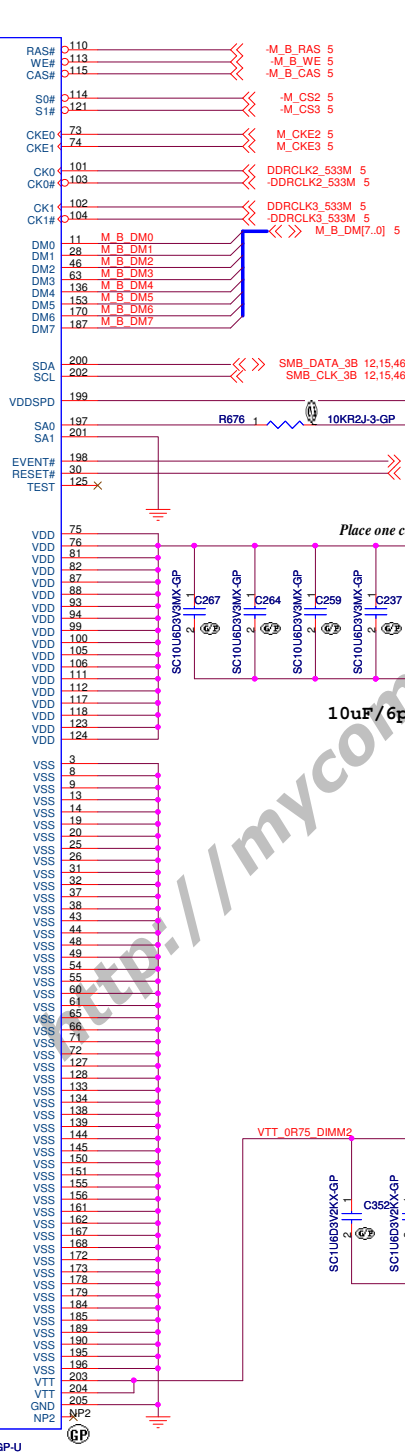 RAS# 110 -M_B_RAS 5
WE# 113 -M_B_WE 5
CAS# 115 -M_B_CAS 5
S0# 114 -M_CS2 5
S1# 121 -M_CS3 5
CKE0 73 M_CKE2 5
CKE1 74 M_CKE3 5
CK0 101 DDRCLK2_533M 5
CK0# 103 -DDRCLK2_533M 5
CK1 102 DDRCLK3_533M 5
CK1# 104 -DDRCLK3_533M 5
M_B_DM[7..0] 5
DM0 11 M_B_DM0
DM1 28 M_B_DM1
DM2 46 M_B_DM2
DM3 63 M_B_DM3
DM4 136 M_B_DM4
DM5 153 M_B_DM5
DM6 170 M_B_DM6
DM7 187 M_B_DM7
SDA 200 SMB_DATA_3B 12,15,46
SCL 202 SMB_CLK_3B 12,15,46
VDDSPD 199
SA0 197 R676 1 10KR2J-3-GP
SA1 201
EVENT# 198
RESET# 30
TEST 125
Place one c
VDD 75
VDD 76
VDD 81
VDD 82
VDD 87
VDD 88
VDD 93
VDD 94
VDD 99
VDD 100
VDD 105
VDD 106
VDD 111
VDD 112
VDD 117
VDD 118
VDD 123
VDD 124
SC10U6D3V3MX-GP 1 C267 2 G/P
SC10U6D3V3MX-GP 1 C264 2 G/P
SC10U6D3V3MX-GP 1 C259 2 G/P
SC10U6D3V3MX-GP 1 C237 2 G/P
10uF/6p
VSS 3
VSS 8
VSS 9
VSS 13
VSS 14
VSS 19
VSS 20
VSS 25
VSS 26
VSS 31
VSS 32
VSS 37
VSS 38
VSS 43
VSS 44
VSS 48
VSS 49
VSS 54
VSS 55
VSS 60
VSS 61
VSS 65
VSS 66
VSS 71
VSS 72
VSS 127
VSS 128
VSS 133
VSS 134
VSS 138
VSS 139
VSS 144
VSS 145
VSS 150
VSS 151
VSS 155
VSS 156
VSS 161
VSS 162
VSS 167
VSS 168
VSS 172
VSS 173
VSS 178
VSS 179
VSS 184
VSS 185
VSS 189
VSS 190
VSS 195
VSS 196
VTT 203
VTT 204
GND 205
NP2 NP2
VTT_0R75_DIMM2
SC1U6D3V2KX-GP 1 C352 2 G/P
SC1U6D3V2KX-GP
GP
GP-U
http://mycom